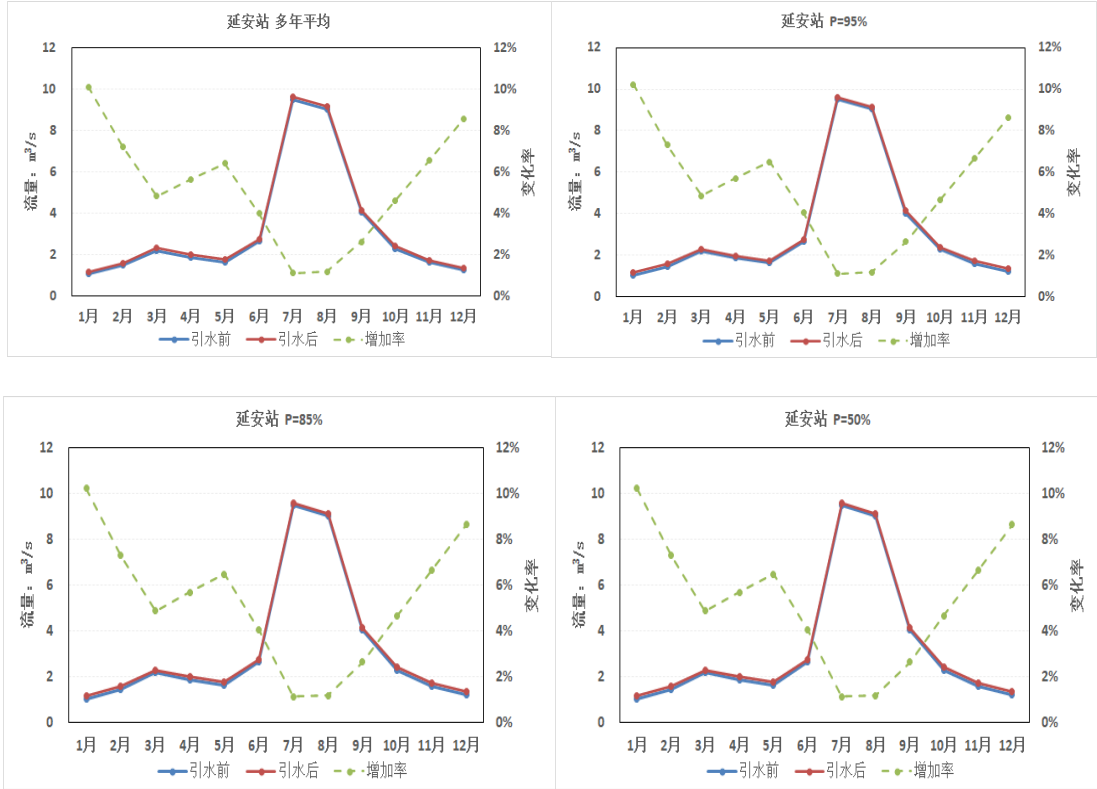 延安站 多年平均
12
10
8
6
4
2
0
12%
10%
8%
6%
4%
2%
0%
流量：m³/s
变化率
1月 2月 3月 4月 5月 6月 7月 8月 9月 10月 11月 12月
引水前 引水后 增加率
延安站 P=95%
12
10
8
6
4
2
0
12%
10%
8%
6%
4%
2%
0%
流量：m³/s
变化率
1月 2月 3月 4月 5月 6月 7月 8月 9月 10月 11月 12月
引水前 引水后 增加率
延安站 P=85%
12
10
8
6
4
2
0
12%
10%
8%
6%
4%
2%
0%
流量：m³/s
变化率
1月 2月 3月 4月 5月 6月 7月 8月 9月 10月 11月 12月
引水前 引水后 增加率
延安站 P=50%
12
10
8
6
4
2
0
12%
10%
8%
6%
4%
2%
0%
流量：m³/s
变化率
1月 2月 3月 4月 5月 6月 7月 8月 9月 10月 11月 12月
引水前 引水后 增加率